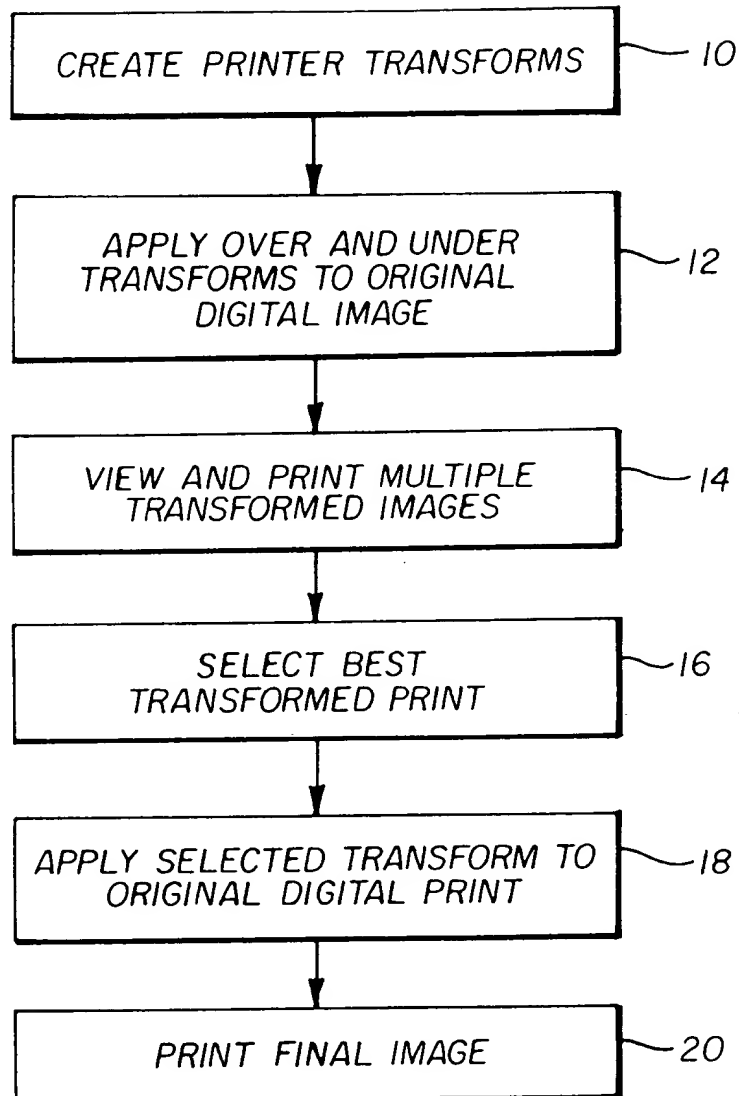 CREATE PRINTER TRANSFORMS
10
APPLY OVER AND UNDER
TRANSFORMS TO ORIGINAL
DIGITAL IMAGE
12
VIEW AND PRINT MULTIPLE
TRANSFORMED IMAGES
14
SELECT BEST
TRANSFORMED PRINT
16
APPLY SELECTED TRANSFORM TO
ORIGINAL DIGITAL PRINT
18
PRINT FINAL IMAGE
20